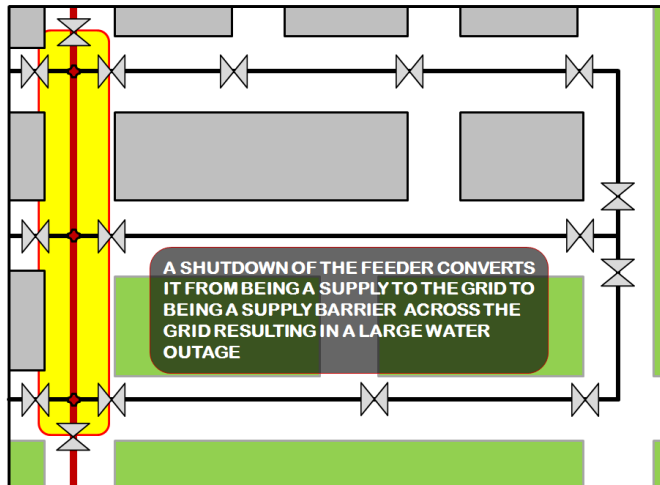 A SHUTDOWN OF THE FEEDER CONVERTS
IT FROM BEING A SUPPLY TO THE GRID TO
BEING A SUPPLY BARRIER ACROSS THE
GRID RESULTING IN A LARGE WATER
OUTAGE